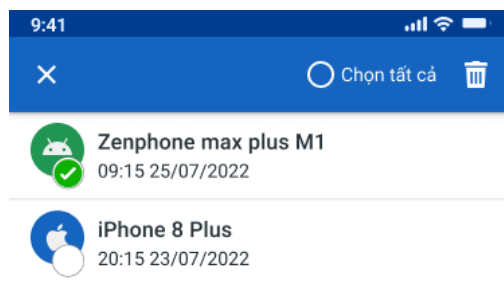 9:41
Chọn tất cả
Zenphone max plus M1
09:15 25/07/2022
iPhone 8 Plus
20:15 23/07/2022